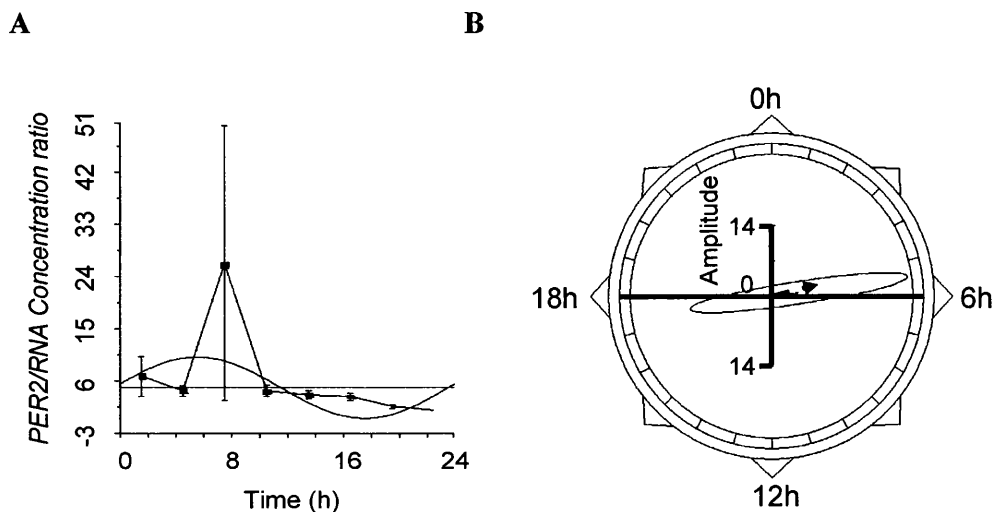 A
PER2/RNA Concentration ratio
51
42
33
24
15
6
-3
0
8
16
24
Time (h)
B
0h
Amplitude
14
0
14
18h
6h
12h